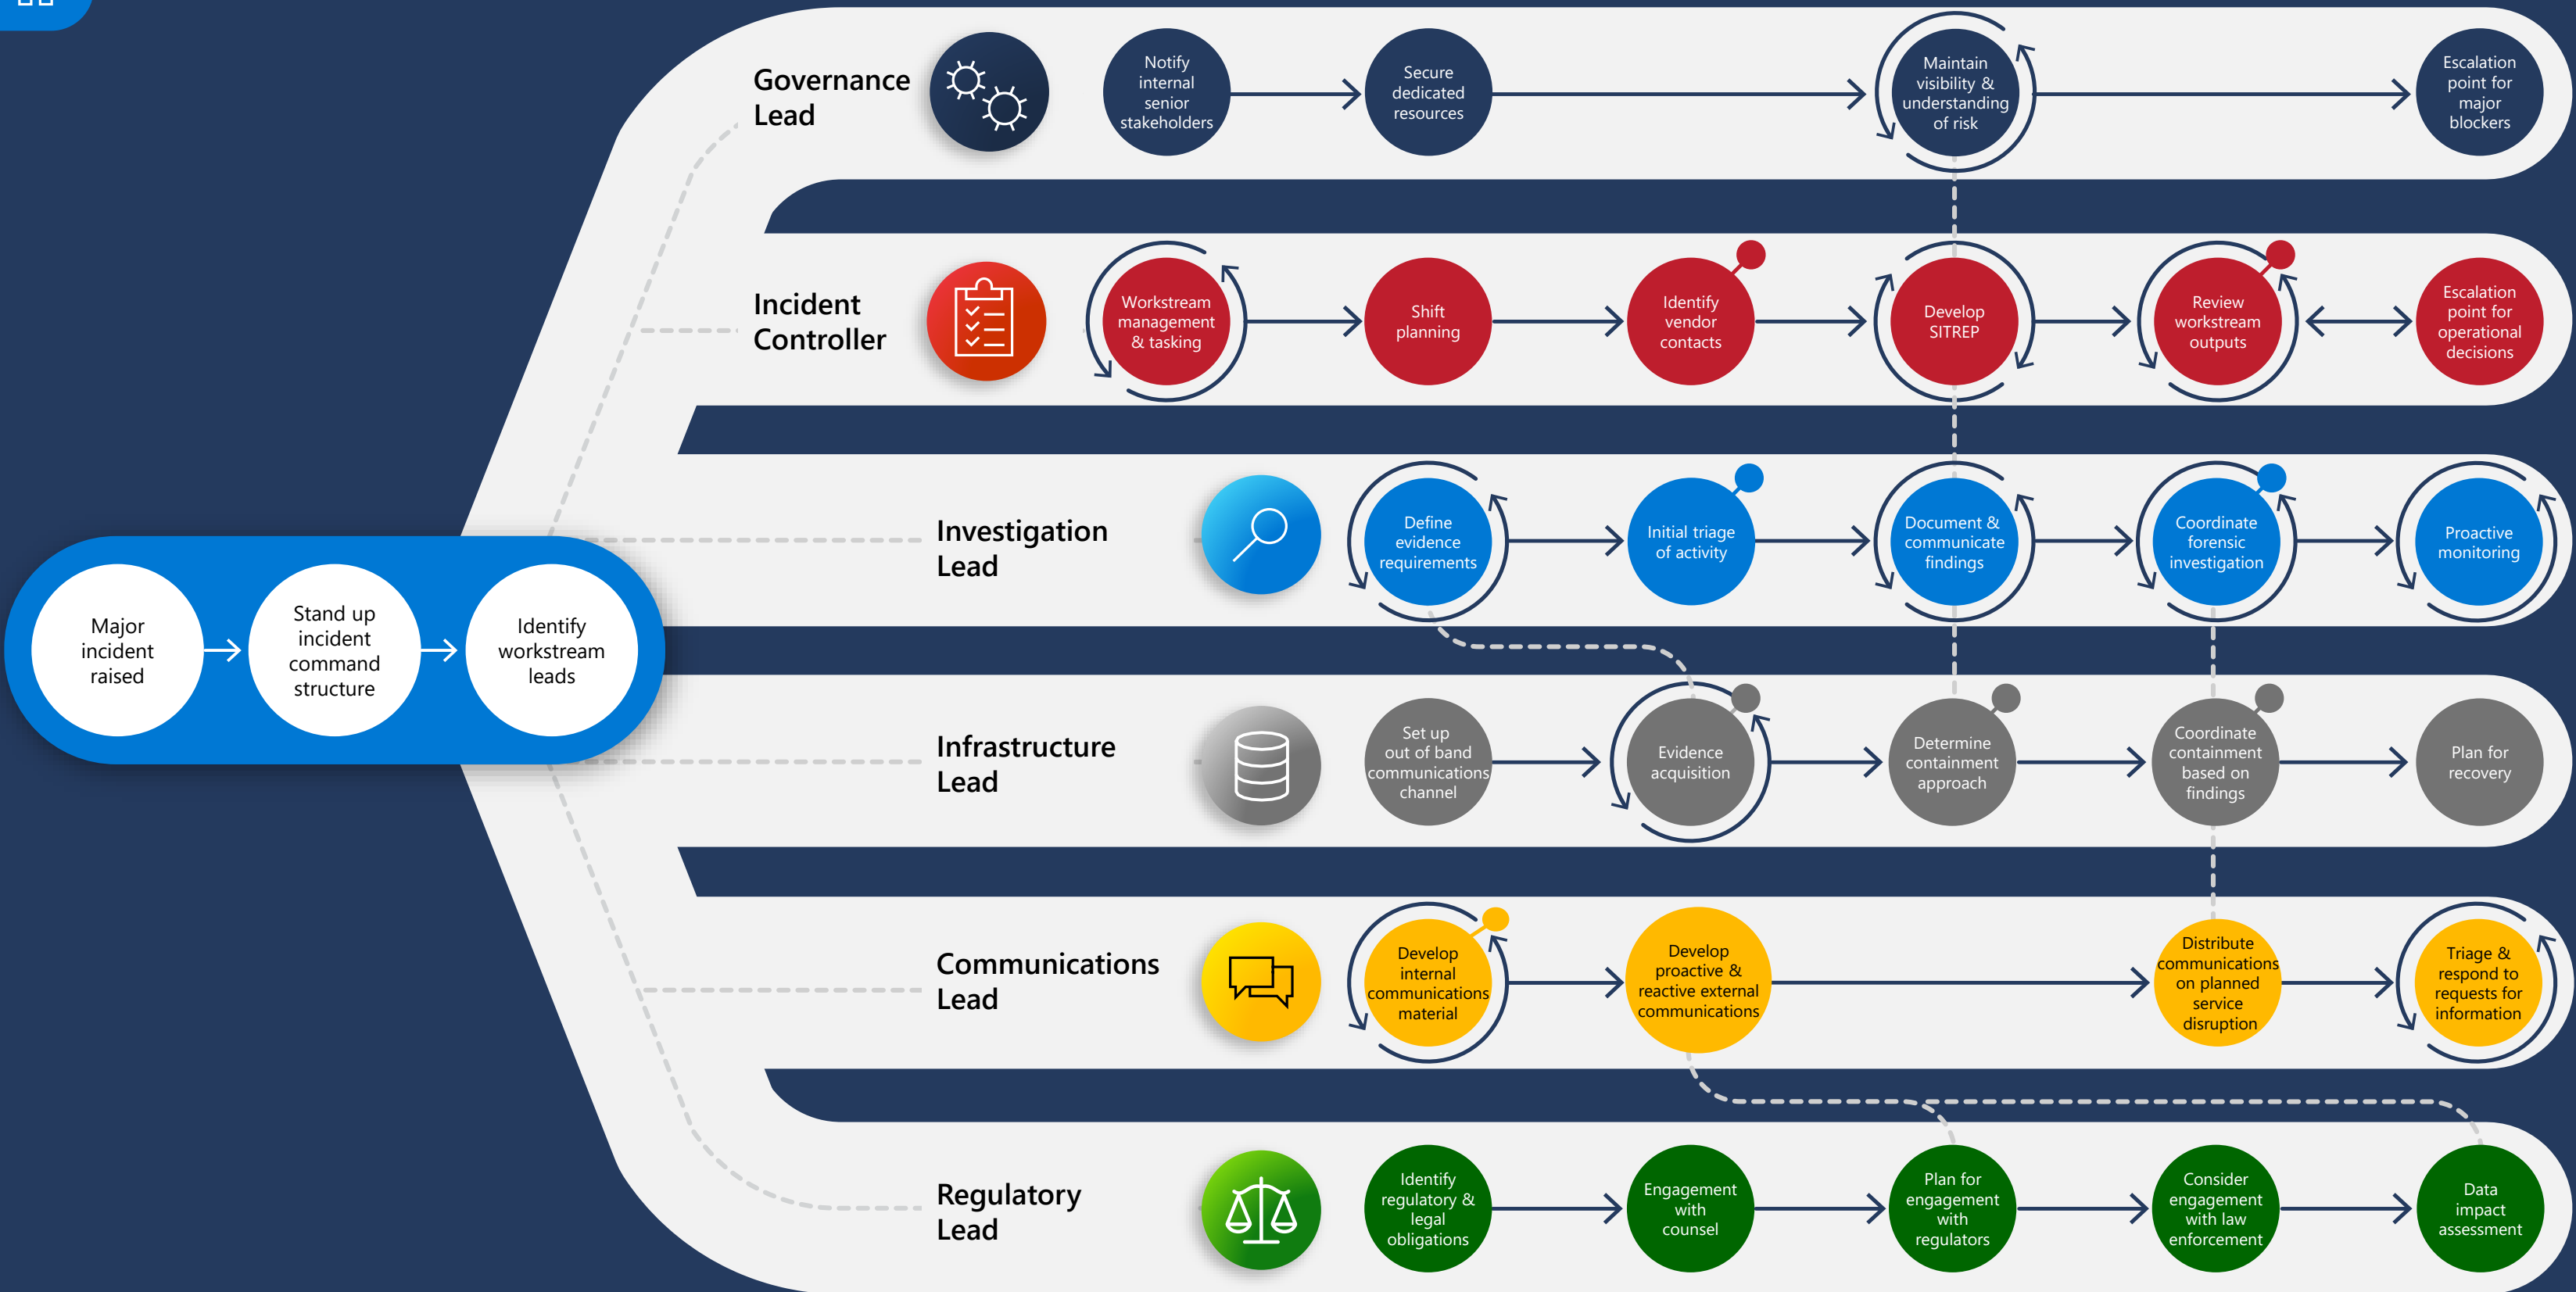 Major
incident
raised
Stand up
incident
command
structure
Identify
workstream
leads
Governance
Lead
Notify
internal
senior
stakeholders
Secure
dedicated
resources
Maintain
visibility &
understanding
of risk
Escalation
point for
major
blockers
Incident
Controller
Workstream
management
& tasking
Shift
planning
Identify
vendor
contacts
Develop
SITREP
Review
workstream
outputs
Escalation
point for
operational
decisions
Investigation
Lead
Define
evidence
requirements
Initial triage
of activity
Document &
communicate
findings
Coordinate
forensic
investigation
Proactive
monitoring
Infrastructure
Lead
Set up
out of band
communications
channel
Evidence
acquisition
Determine
containment
approach
Coordinate
containment
based on
findings
Plan for
recovery
Communications
Lead
Develop
internal
communications
material
Develop
proactive &
reactive external
communications
Distribute
communications
on planned
service
disruption
Triage &
respond to
requests for
information
Regulatory
Lead
Identify
regulatory &
legal
obligations
Engagement
with
counsel
Plan for
engagement
with
regulators
Consider
engagement
with law
enforcement
Data
impact
assessment